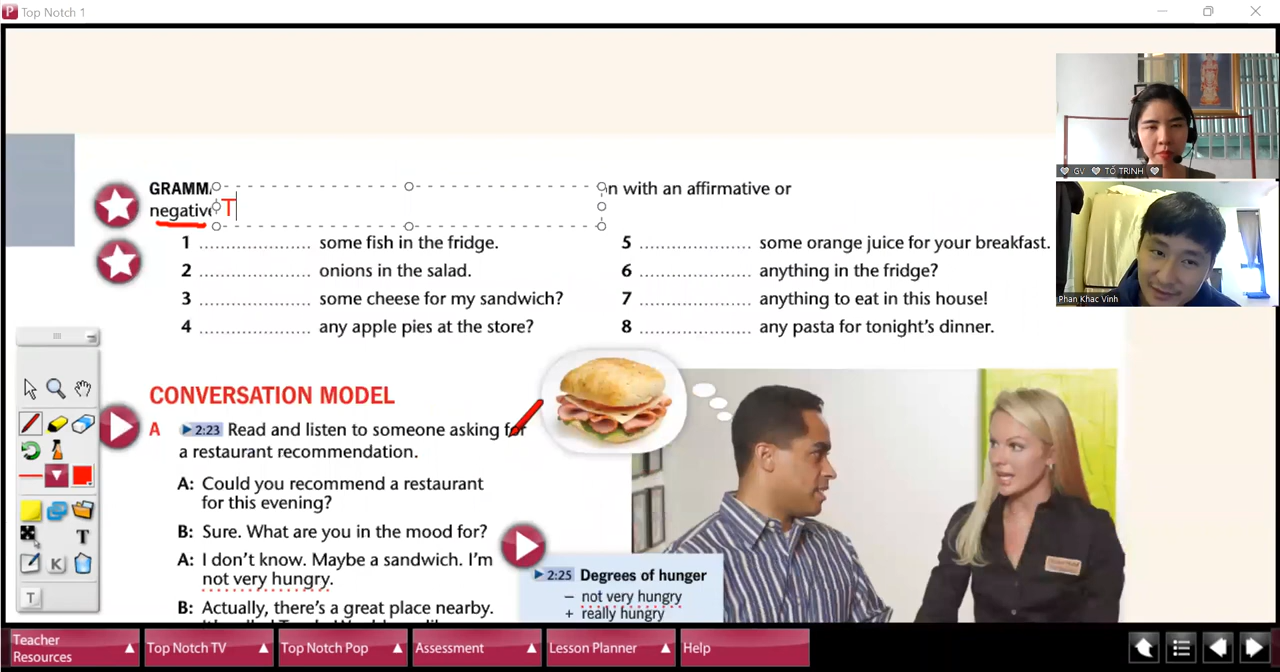 Top Notch 1
GV TỐ TRINH
Phan Khac Vinh
GRAMM n with an affirmative or
negativ T
1 .................... some fish in the fridge.
2 .................... onions in the salad.
3 .................... some cheese for my sandwich?
4 .................... any apple pies at the store?
5 .................... some orange juice for your breakfast.
6 .................... anything in the fridge?
7 .................... anything to eat in this house!
8 .................... any pasta for tonight's dinner.
CONVERSATION MODEL
A 2:23 Read and listen to someone asking for
a restaurant recommendation.
A: Could you recommend a restaurant
for this evening?
B: Sure. What are you in the mood for?
A: I don't know. Maybe a sandwich. I'm
not very hungry.
B: Actually, there's a great place nearby.
2:25 Degrees of hunger
– not very hungry
+ really hungry
T
K
T
Teacher
Resources
Top Notch TV
Top Notch Pop
Assessment
Lesson Planner
Help